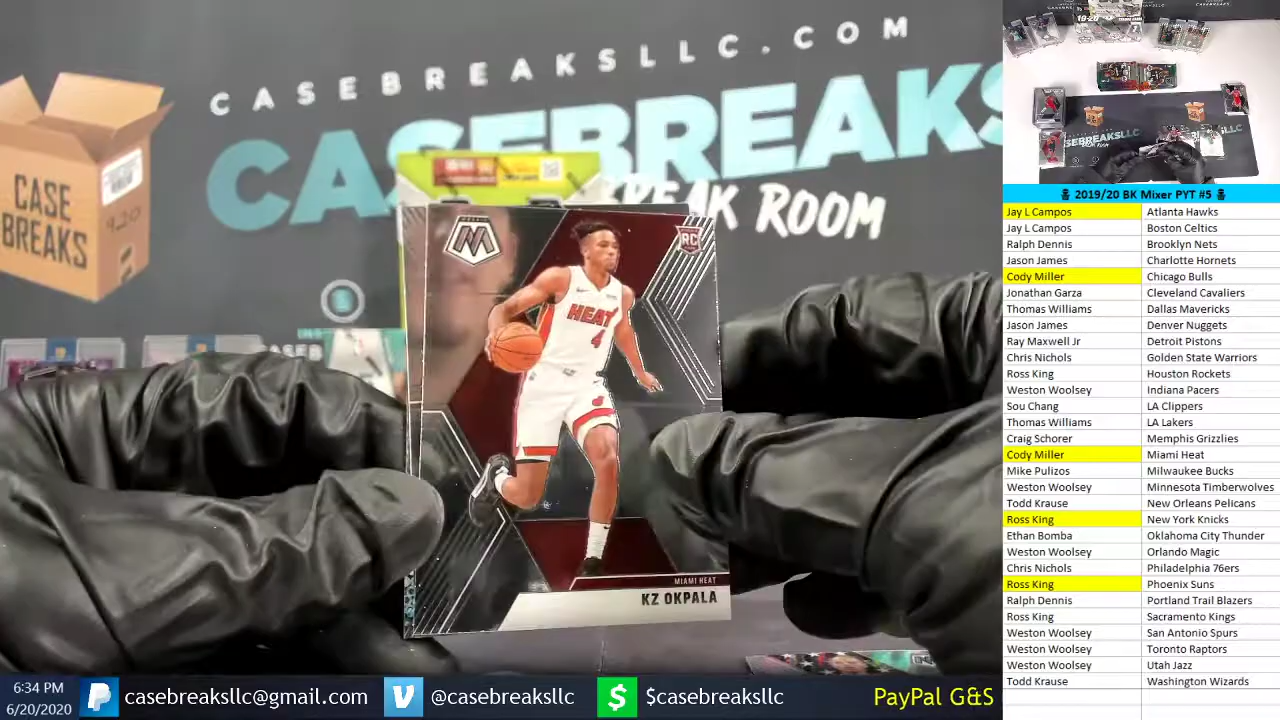 CASEBREAKSLLC.COM
CASEBREAKS
BREAK ROOM
CASE
BREAKS
920
RC
HEAT
4
MIAMI HEAT
KZ OKPALA
19-20
SEBREAKSLLC
2019/20 BK Mixer PYT #5
Jay L Campos Atlanta Hawks
Jay L Campos Boston Celtics
Ralph Dennis Brooklyn Nets
Jason James Charlotte Hornets
Cody Miller Chicago Bulls
Jonathan Garza Cleveland Cavaliers
Thomas Williams Dallas Mavericks
Jason James Denver Nuggets
Ray Maxwell Jr Detroit Pistons
Chris Nichols Golden State Warriors
Ross King Houston Rockets
Weston Woolsey Indiana Pacers
Sou Chang LA Clippers
Thomas Williams LA Lakers
Craig Schorer Memphis Grizzlies
Cody Miller Miami Heat
Mike Pulizos Milwaukee Bucks
Weston Woolsey Minnesota Timberwolves
Todd Krause New Orleans Pelicans
Ross King New York Knicks
Ethan Bomba Oklahoma City Thunder
Weston Woolsey Orlando Magic
Chris Nichols Philadelphia 76ers
Ross King Phoenix Suns
Ralph Dennis Portland Trail Blazers
Ross King Sacramento Kings
Weston Woolsey San Antonio Spurs
Weston Woolsey Toronto Raptors
Weston Woolsey Utah Jazz
Todd Krause Washington Wizards
6:34 PM
6/20/2020
casebreaksllc@gmail.com
@casebreaksllc
$casebreaksllc
PayPal G&S